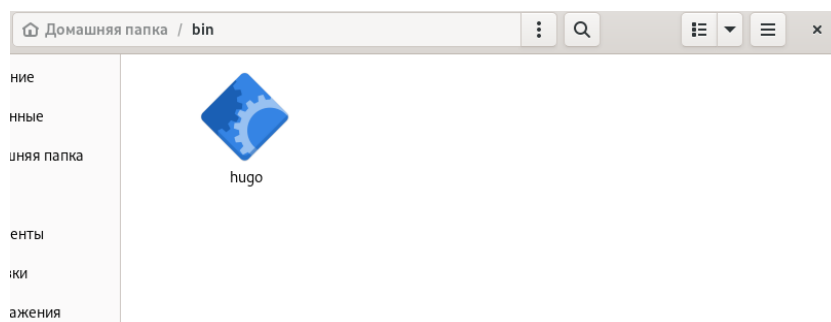 Домашняя папка / bin
ние
нные
шняя папка
hugo
енты
зки
ажения